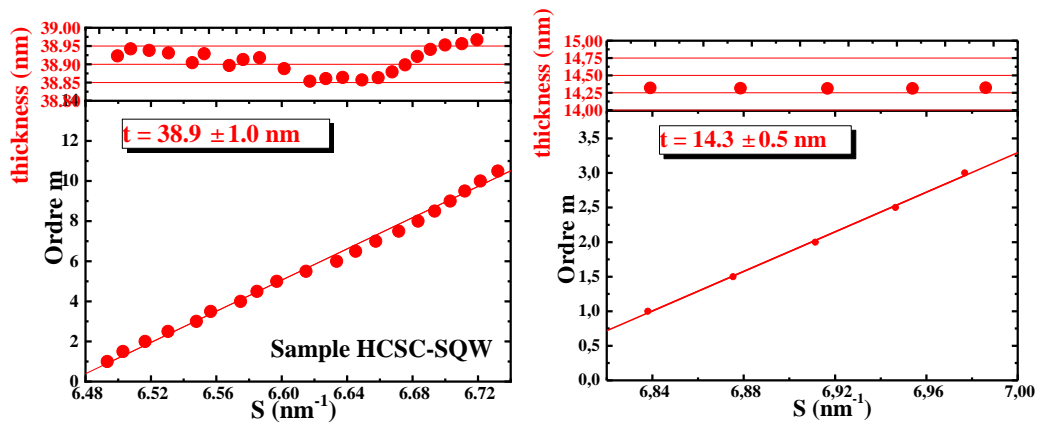 thickness (nm)
39.00
38.95
38.90
38.85
38.80
t = 38.9 ± 1.0 nm
Ordre m
14
12
10
8
6
4
2
0
Sample HCSC-SQW
6.48 6.52 6.56 6.60 6.64 6.68 6.72
S (nm-1)
thickness (nm)
15,00
14,75
14,50
14,25
14,00
t = 14.3 ± 0.5 nm
Ordre m
3,5
3,0
2,5
2,0
1,5
1,0
0,5
0,0
6,84 6,88 6,92 6,96 7,00
S (nm-1)